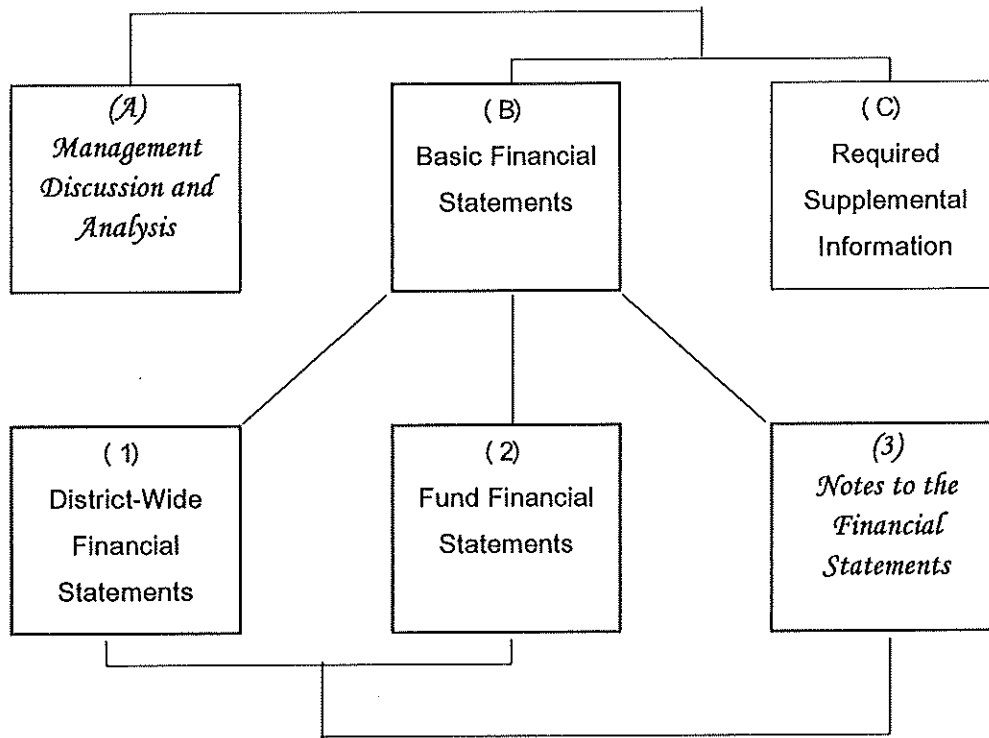 (A)
Management
Discussion and
Analysis
( B)
Basic Financial
Statements
( C)
Required
Supplemental
Information
( 1)
District-Wide
Financial
Statements
( 2)
Fund Financial
Statements
(3)
Notes to the
Financial
Statements